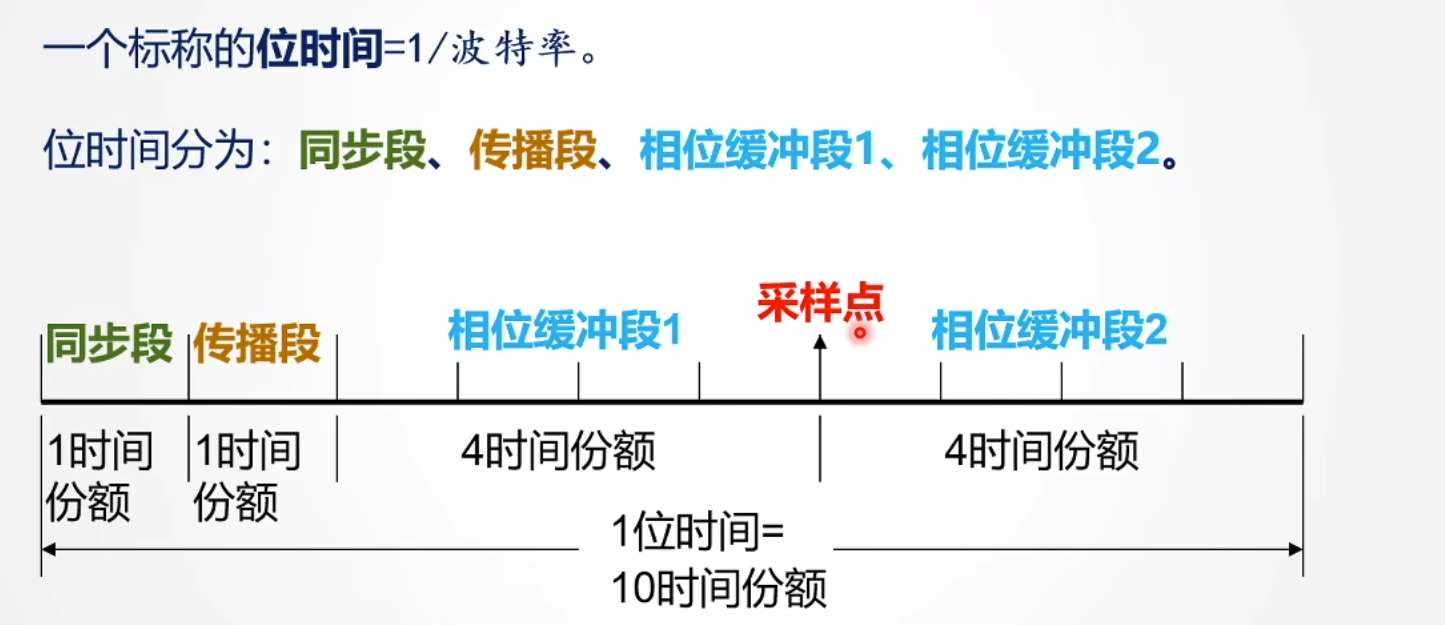 一个标称的位时间=1/波特率。
位时间分为：同步段、传播段、相位缓冲段1、相位缓冲段2。
采样点
同步段 传播段 相位缓冲段1 相位缓冲段2
1时间 1时间 4时间份额 4时间份额
份额 份额
1位时间=
10时间份额